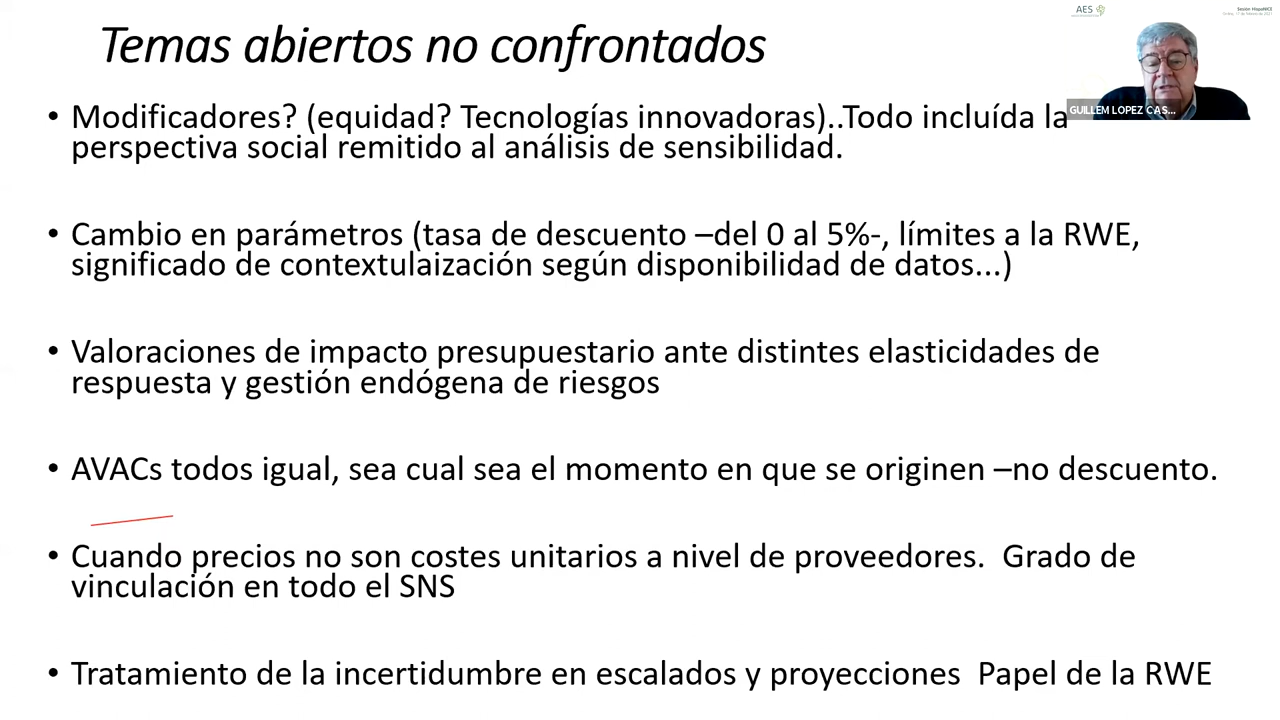 AES
Sesión HispaNICE
Temas abiertos no confrontados
GUILLEM LOPEZ CAS...
• Modificadores? (equidad? Tecnologías innovadoras)..Todo incluída la
perspectiva social remitido al análisis de sensibilidad.
• Cambio en parámetros (tasa de descuento –del 0 al 5%-, límites a la RWE,
significado de contextulaización según disponibilidad de datos...)
• Valoraciones de impacto presupuestario ante distintes elasticidades de
respuesta y gestión endógena de riesgos
• AVACs todos igual, sea cual sea el momento en que se originen –no descuento.
• Cuando precios no son costes unitarios a nivel de proveedores.  Grado de
vinculación en todo el SNS
• Tratamiento de la incertidumbre en escalados y proyecciones  Papel de la RWE